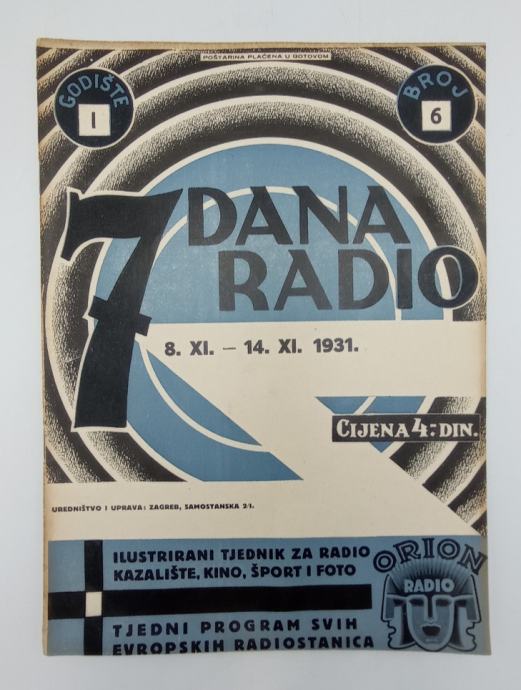 POŠTARINA PLAĆENA U GOTOVOM
GODIŠTE
I
BROJ
6
7 DANA
RADIO
8. XI. — 14. XI. 1931.
CIJENA 4:- DIN.
UREDNIŠTVO I UPRAVA: ZAGREB, SAMOSTANSKA 2/I.
ILUSTRIRANI TJEDNIK ZA RADIO
KAZALIŠTE, KINO, ŠPORT I FOTO
TJEDNI PROGRAM SVIH
EVROPSKIH RADIOSTANICA
ORION
RADIO